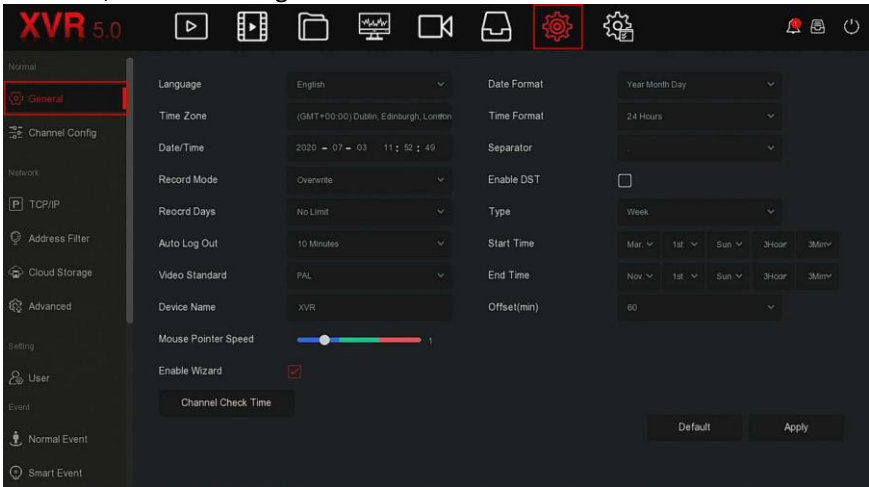 XVR 5.0
Normal
General
Channel Config
Network
TCP/IP
Address Filter
Cloud Storage
Advanced
Setting
User
Event
Normal Event
Smart Event
Language English
Time Zone (GMT+00:00) Dublin, Edinburgh, London
Date/Time 2020 - 07 - 03 11 : 52 : 49
Record Mode Overwrite
Reocrd Days No Limit
Auto Log Out 10 Minutes
Video Standard PAL
Device Name XVR
Mouse Pointer Speed 1
Enable Wizard
Channel Check Time
Date Format Year Month Day
Time Format 24 Hours
Separator -
Enable DST
Type Week
Start Time Mar. 1st Sun 3Hour 3Min
End Time Nov. 1st Sun 3Hour 3Min
Offset(min) 60
Default Apply